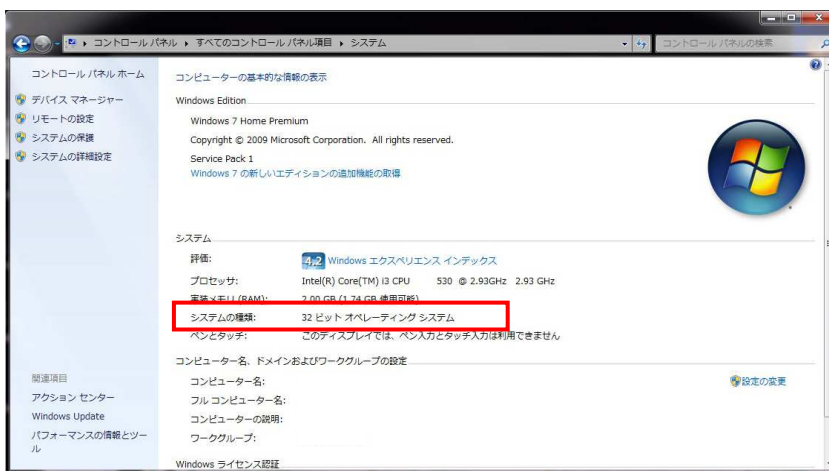 コントロール パネル ▸ すべてのコントロール パネル項目 ▸ システム
コントロール パネルの検索
コントロール パネル ホーム
デバイス マネージャー
リモートの設定
システムの保護
システムの詳細設定
コンピューターの基本的な情報の表示
Windows Edition
Windows 7 Home Premium
Copyright © 2009 Microsoft Corporation. All rights reserved.
Service Pack 1
Windows 7 の新しいエディションの追加機能の取得
システム
評価: 4.2 Windows エクスペリエンス インデックス
プロセッサ: Intel(R) Core(TM) i3 CPU 530 @ 2.93GHz 2.93 GHz
実装メモリ (RAM): 2.00 GB (1.74 GB 使用可能)
システムの種類: 32 ビット オペレーティング システム
ペンとタッチ: このディスプレイでは、ペン入力とタッチ入力は利用できません
コンピューター名、ドメインおよびワークグループの設定
コンピューター名: 設定の変更
フル コンピューター名:
コンピューターの説明:
ワークグループ:
Windows ライセンス認証
関連項目
アクション センター
Windows Update
パフォーマンスの情報とツー
ル